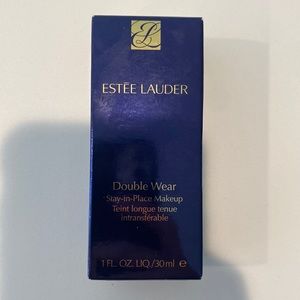 ESTĒE LAUDER
Double Wear
Stay-in-Place Makeup
Teint longue tenue
intransférable
1 FL. OZ. LIQ./30ml e